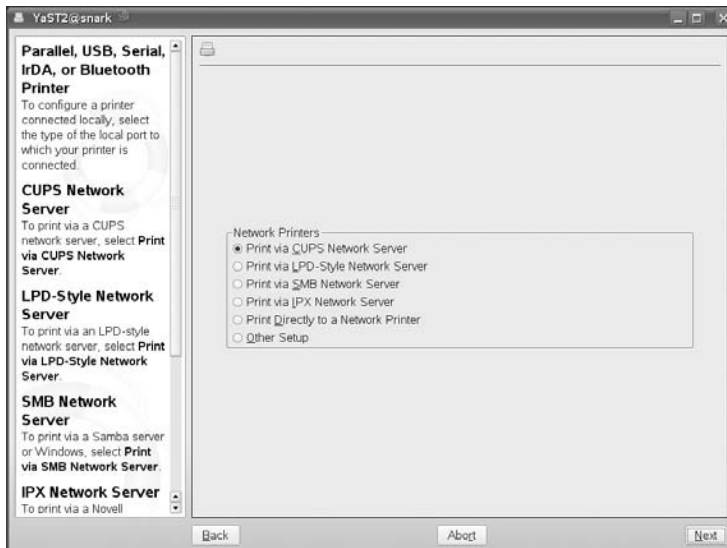 YaST2@snark
Parallel, USB, Serial,
IrDA, or Bluetooth
Printer
To configure a printer
connected locally, select
the type of the local port to
which your printer is
connected.
CUPS Network
Server
To print via a CUPS
network server, select Print
via CUPS Network
Server.
LPD-Style Network
Server
To print via an LPD-style
network server, select Print
via LPD-Style Network
Server.
SMB Network
Server
To print via a Samba server
or Windows, select Print
via SMB Network Server.
IPX Network Server
To print via a Novell
Network Printers
Print via CUPS Network Server
Print via LPD-Style Network Server
Print via SMB Network Server
Print via IPX Network Server
Print Directly to a Network Printer
Other Setup
Back
Abort
Next